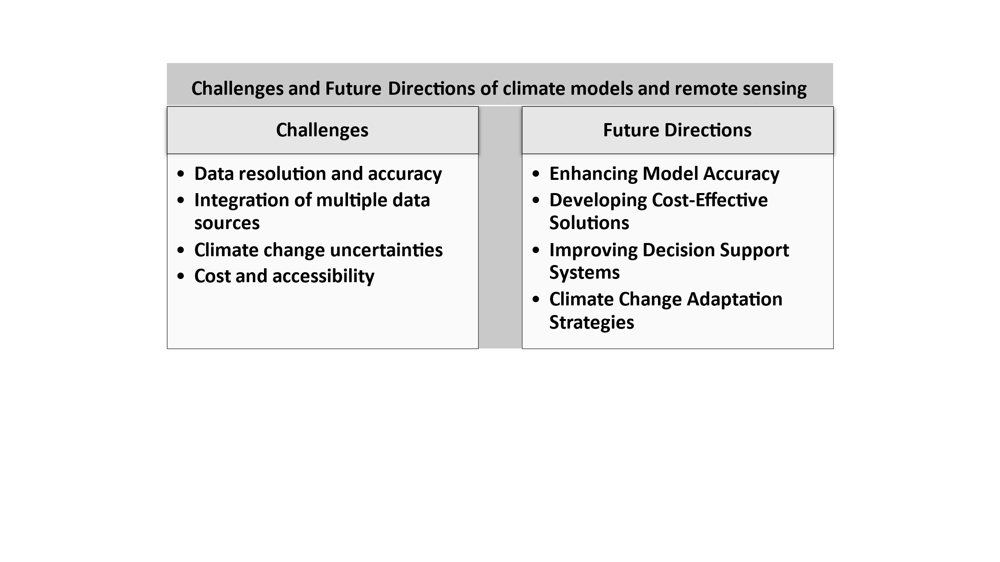 Challenges and Future Directions of climate models and remote sensing
Challenges
• Data resolution and accuracy
• Integration of multiple data
sources
• Climate change uncertainties
• Cost and accessibility
Future Directions
• Enhancing Model Accuracy
• Developing Cost-Effective
Solutions
• Improving Decision Support
Systems
• Climate Change Adaptation
Strategies